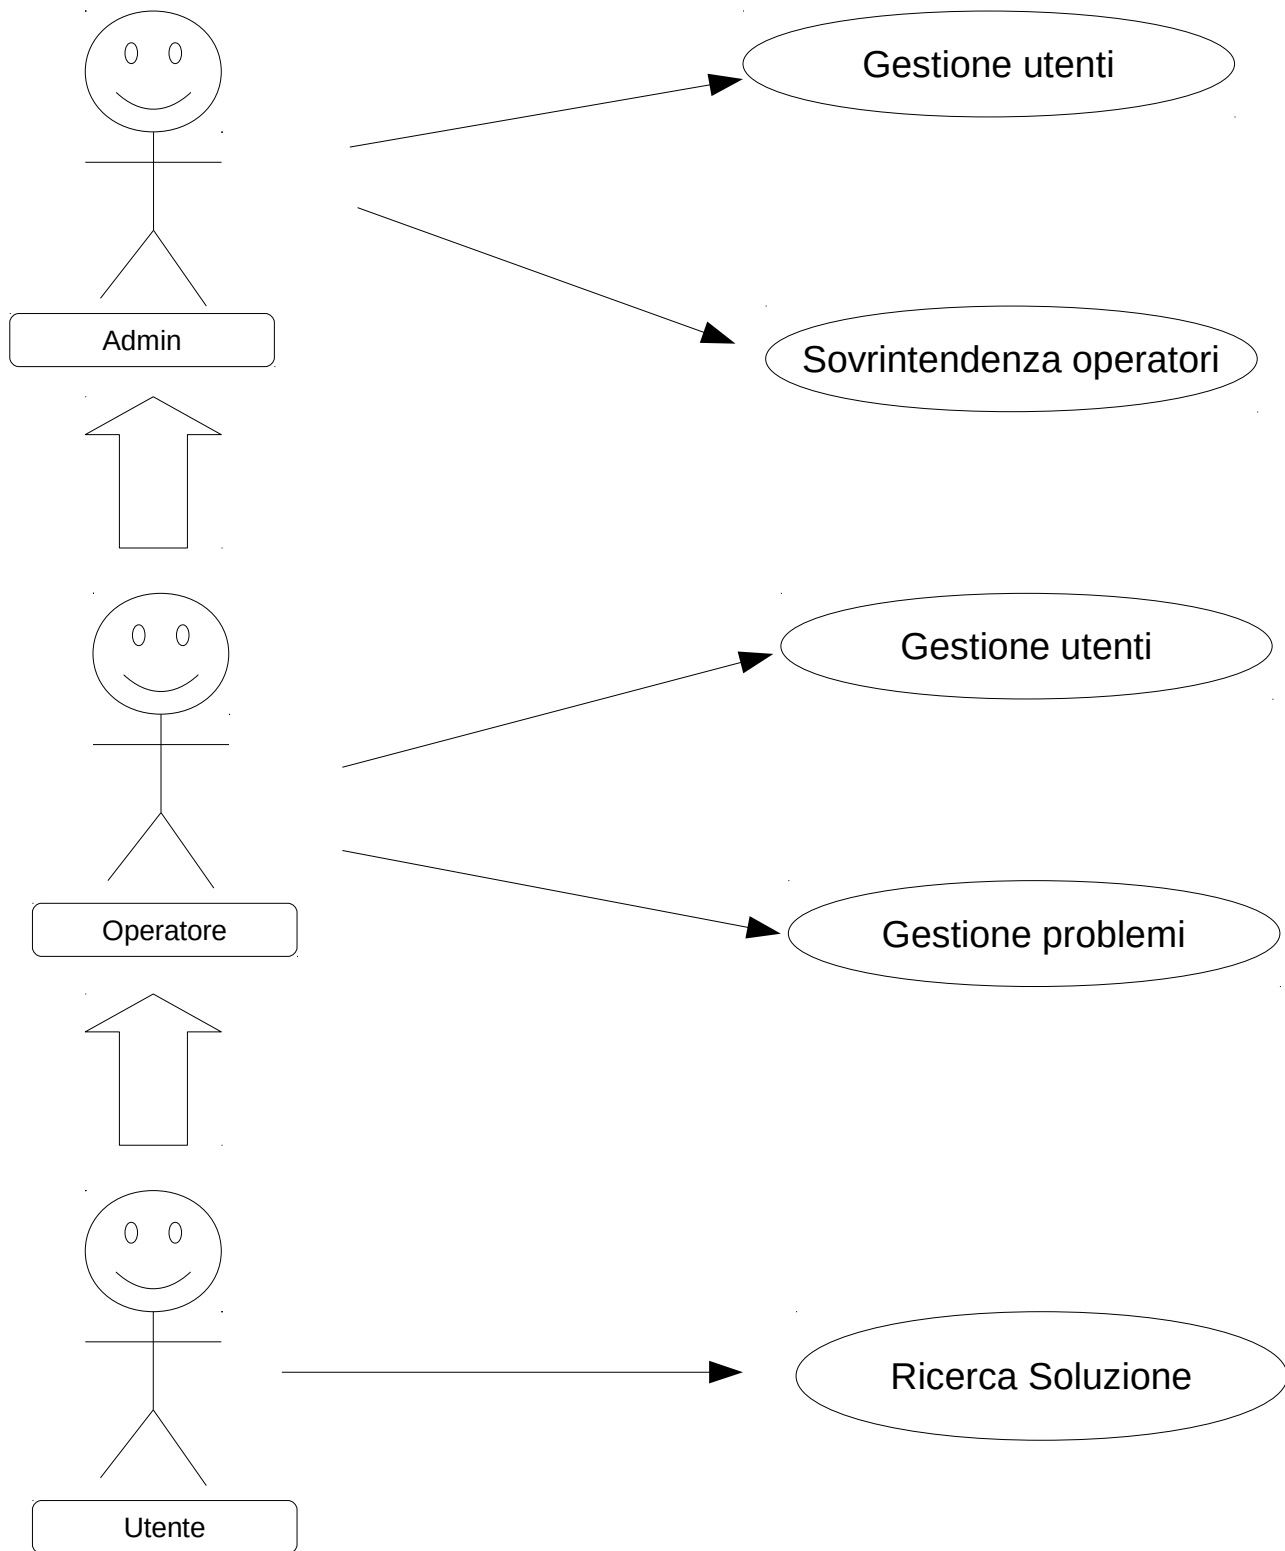 Gestione utenti
Admin
Sovrintendenza operatori
Gestione utenti
Operatore
Gestione problemi
Ricerca Soluzione
Utente